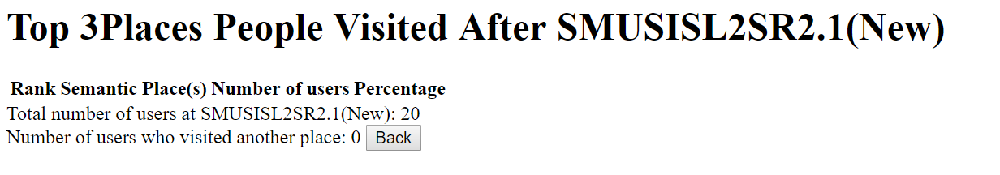 Top 3Places People Visited After SMUSISL2SR2.1(New)
Rank Semantic Place(s) Number of users Percentage
Total number of users at SMUSISL2SR2.1(New): 20
Number of users who visited another place: 0 Back